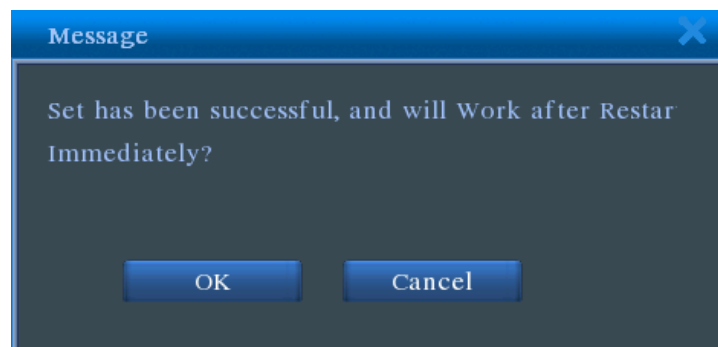 Message
Set has been successful, and will Work after Restar
Immediately?
OK
Cancel